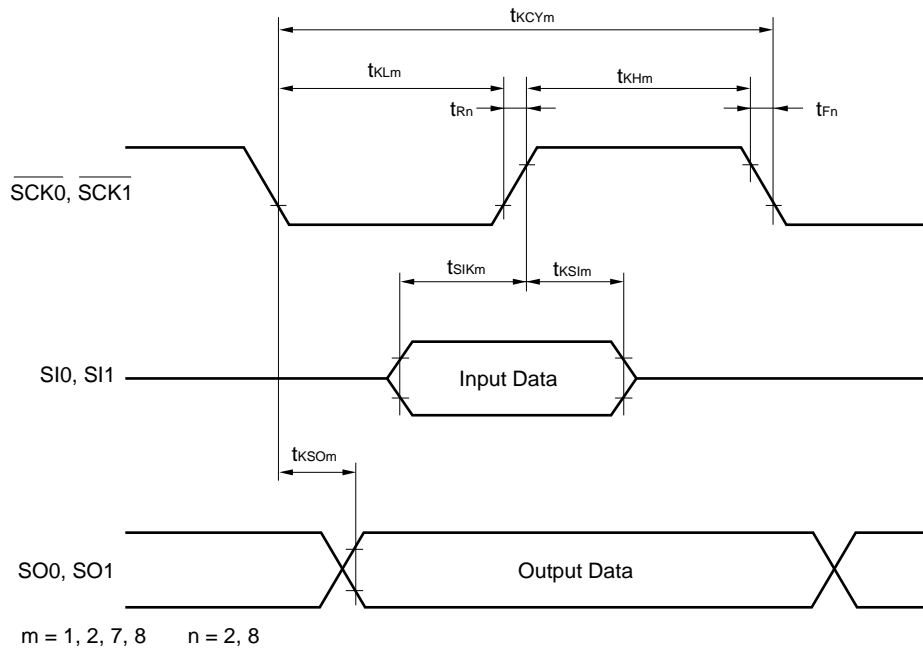 tKCYm
tKLm
tKHm
tRn
tFn
SCK0, SCK1
tSIKm
tKSIm
SI0, SI1
Input Data
tKSOm
SO0, SO1
Output Data
m = 1, 2, 7, 8 n = 2, 8